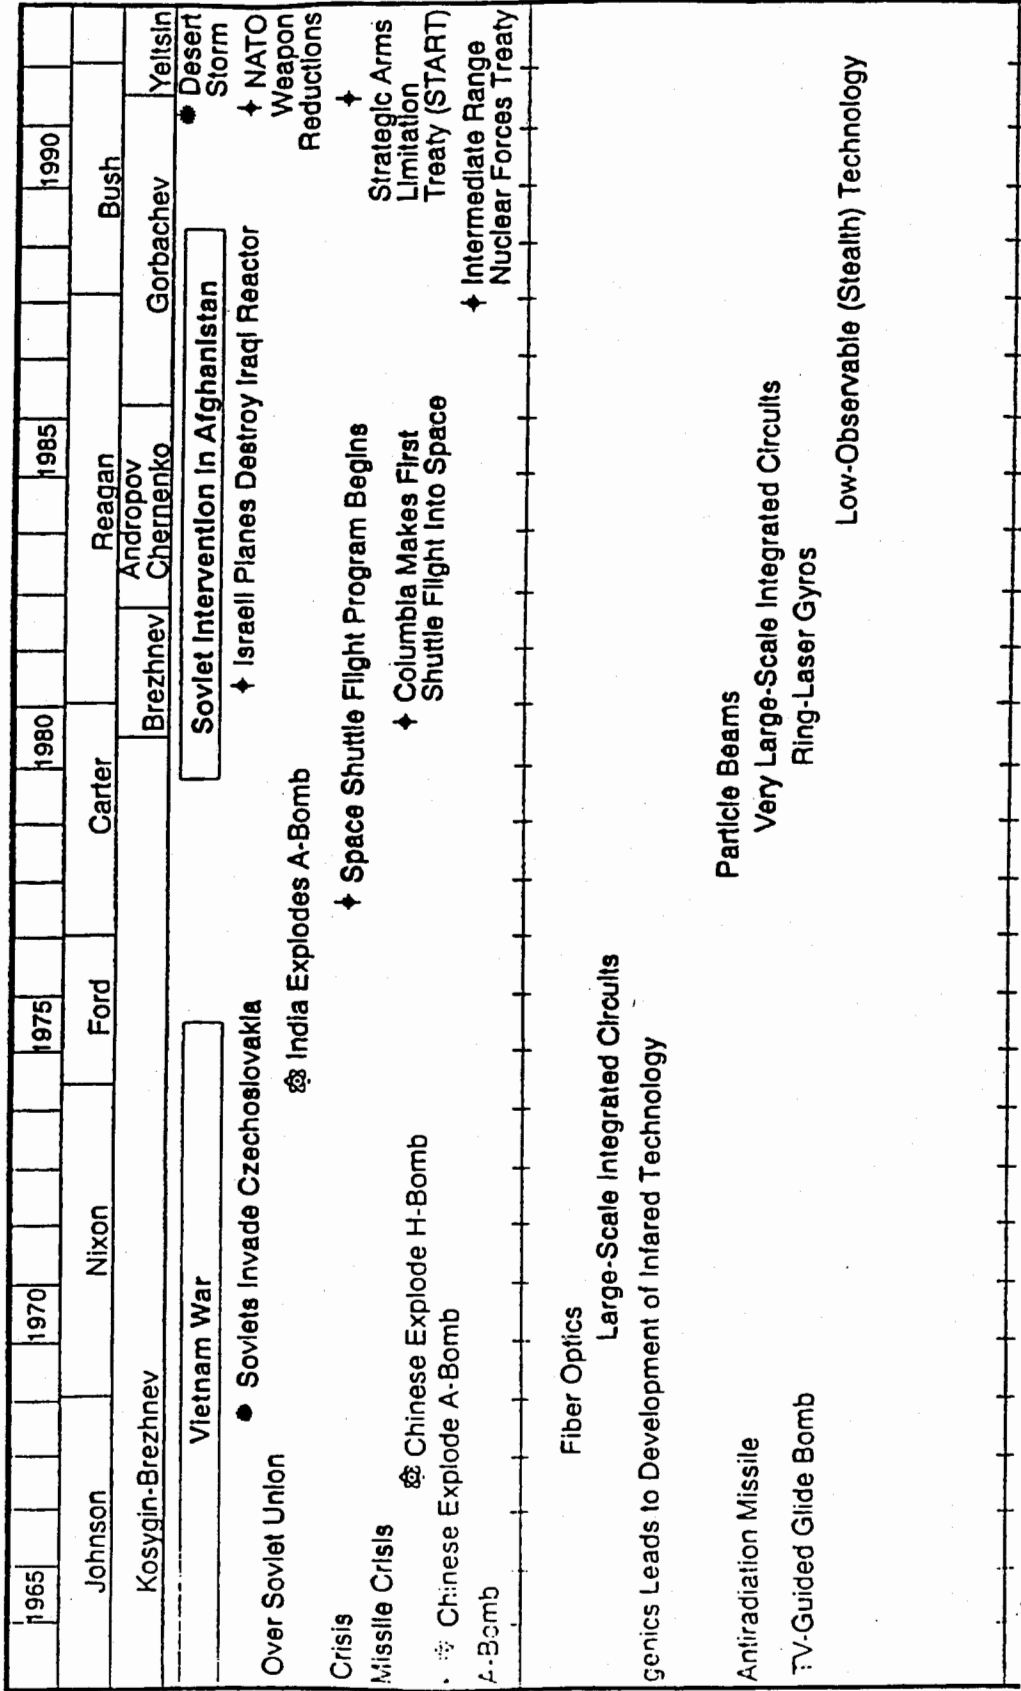 1965
1970
1975
1980
1985
1990
Johnson
Nixon
Ford
Carter
Reagan
Bush
Kosygin-Brezhnev
Brezhnev
Andropov
Chernenko
Gorbachev
Yeltsin
Vietnam War
Soviet Intervention In Afghanistan
Desert
Storm
Soviets Invade Czechoslovakia
Israeli Planes Destroy Iraqi Reactor
NATO
Weapon
Reductions
Over Soviet Union
India Explodes A-Bomb
Crisis
Space Shuttle Flight Program Begins
Missile Crisis
Columbia Makes First
Shuttle Flight Into Space
Strategic Arms
Limitation
Treaty (START)
Chinese Explode H-Bomb
Chinese Explode A-Bomb
A-Bomb
Intermediate Range
Nuclear Forces Treaty
Fiber Optics
Large-Scale Integrated Circuits
genics Leads to Development of Infared Technology
Particle Beams
Antiradiation Missile
Very Large-Scale Integrated Circuits
TV-Guided Glide Bomb
Ring-Laser Gyros
Low-Observable (Stealth) Technology